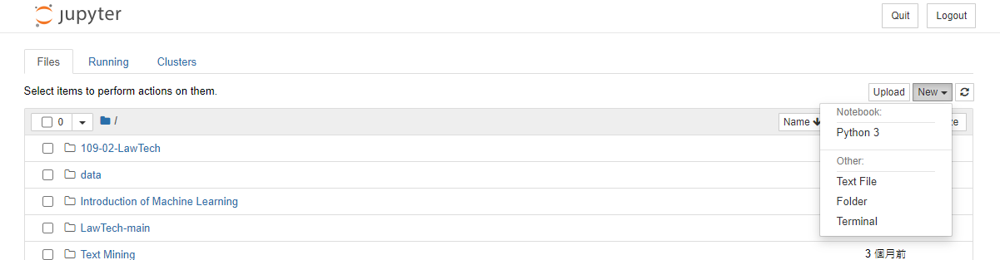 jupyter
Quit
Logout
Files
Running
Clusters
Select items to perform actions on them.
Upload
New
0
/
Name
ze
Notebook:
Python 3
Other:
Text File
Folder
Terminal
109-02-LawTech
data
Introduction of Machine Learning
LawTech-main
Text Mining
3 個月前